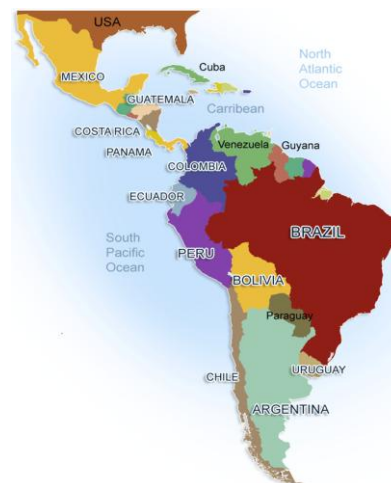 USA
North
Atlantic
Ocean
Cuba
MEXICO
GUATEMALA
Carribean
COSTA RICA
PANAMA
Venezuela
Guyana
COLOMBIA
ECUADOR
BRAZIL
South
Pacific
Ocean
PERU
BOLIVIA
Paraguay
CHILE
URUGUAY
ARGENTINA